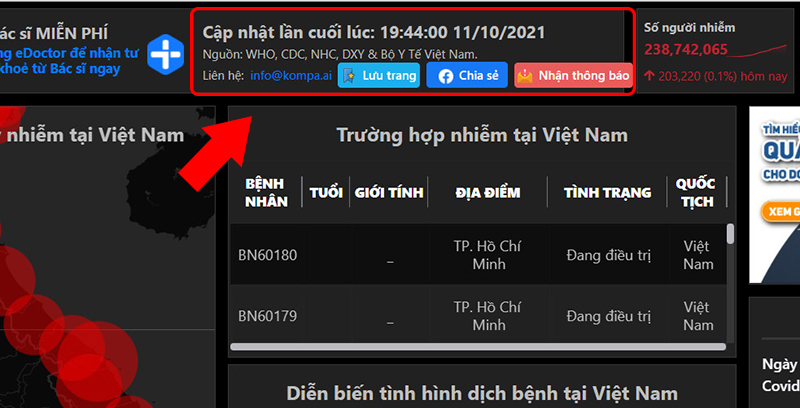 ác sĩ MIỄN PHÍ
ng eDoctor để nhận tư
khoẻ từ Bác sĩ ngay
Cập nhật lần cuối lúc: 19:44:00 11/10/2021
Nguồn: WHO, CDC, NHC, DXY & Bộ Y Tế Việt Nam.
Liên hệ: info@kompa.ai Lưu trang Chia sẻ Nhận thông báo
Số người nhiễm
238,742,065
203,220 (0.1%) hôm nay
nhiễm tại Việt Nam
Trường hợp nhiễm tại Việt Nam
BỆNH NHÂN TUỔI GIỚI TÍNH ĐỊA ĐIỂM TÌNH TRẠNG QUỐC TỊCH
BN60180 _ TP. Hồ Chí Minh Đang điều trị Việt Nam
BN60179 _ TP. Hồ Chí Minh Đang điều trị Việt Nam
Diễn biến tình hình dịch bệnh tại Việt Nam
TÌM HIỂU
QUA
CHO DO
XEM G
Ngày
Covid